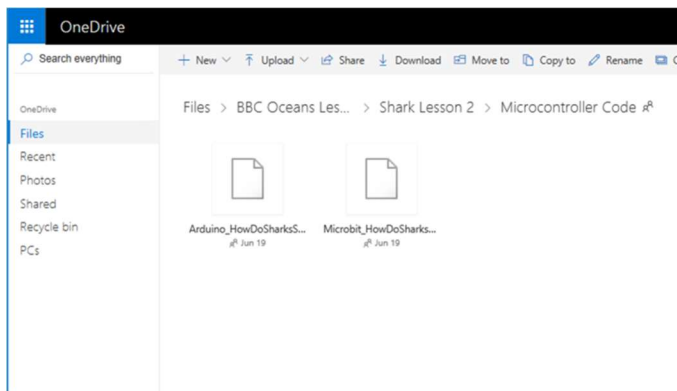 OneDrive
Search everything
New Upload Share Download Move to Copy to Rename
Files > BBC Oceans Les... > Shark Lesson 2 > Microcontroller Code
OneDrive
Files
Recent
Photos
Shared
Recycle bin
PCs
Arduino_HowDoSharksS... Microbit_HowDoSharks...
Jun 19 Jun 19